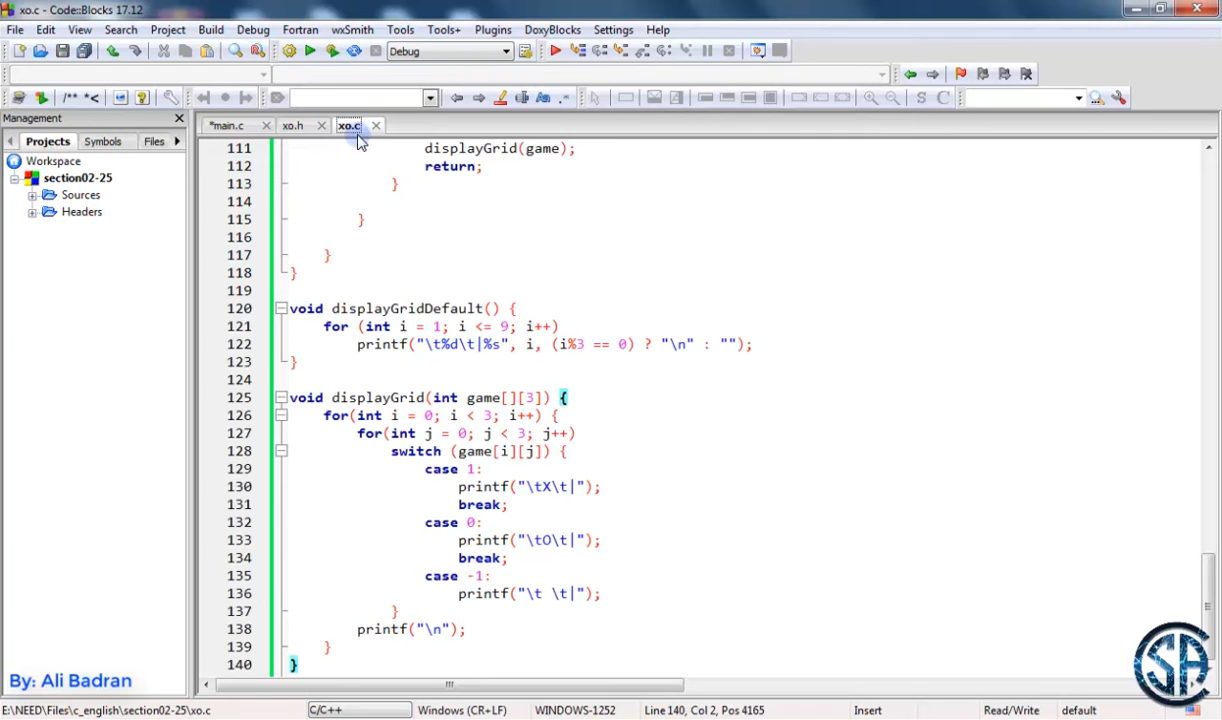 xo.c - Code::Blocks 17.12
File Edit View Search Project Build Debug Fortran wxSmith Tools Tools+ Plugins DoxyBlocks Settings Help
Debug
/** *<
S C
Management
*main.c xo.h xo.c
Projects Symbols Files
Workspace
section02-25
Sources
Headers
111 displayGrid(game);
112 return;
113 }
114
115 }
116
117 }
118 }
119
120 void displayGridDefault() {
121 for (int i = 1; i <= 9; i++)
122 printf("\t%d\t|%s", i, (i%3 == 0) ? "\n" : "");
123 }
124
125 void displayGrid(int game[][3]) {
126 for(int i = 0; i < 3; i++) {
127 for(int j = 0; j < 3; j++)
128 switch (game[i][j]) {
129 case 1:
130 printf("\tX\t|");
131 break;
132 case 0:
133 printf("\tO\t|");
134 break;
135 case -1:
136 printf("\t \t|");
137 }
138 printf("\n");
139 }
140 }
By: Ali Badran
E:\NEED\Files\c_english\section02-25\xo.c C/C++ Windows (CR+LF) WINDOWS-1252 Line 140, Col 2, Pos 4165 Insert Read/Write default